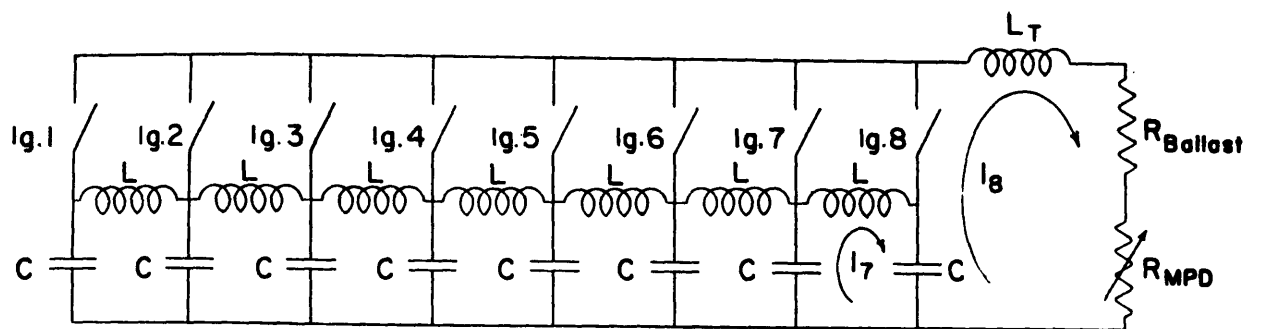 L_T
Ig.1 Ig.2 Ig.3 Ig.4 Ig.5 Ig.6 Ig.7 Ig.8
R_Ballast
L L L L L L L
I_8
C C C C C C C I_7 C
R_MPD